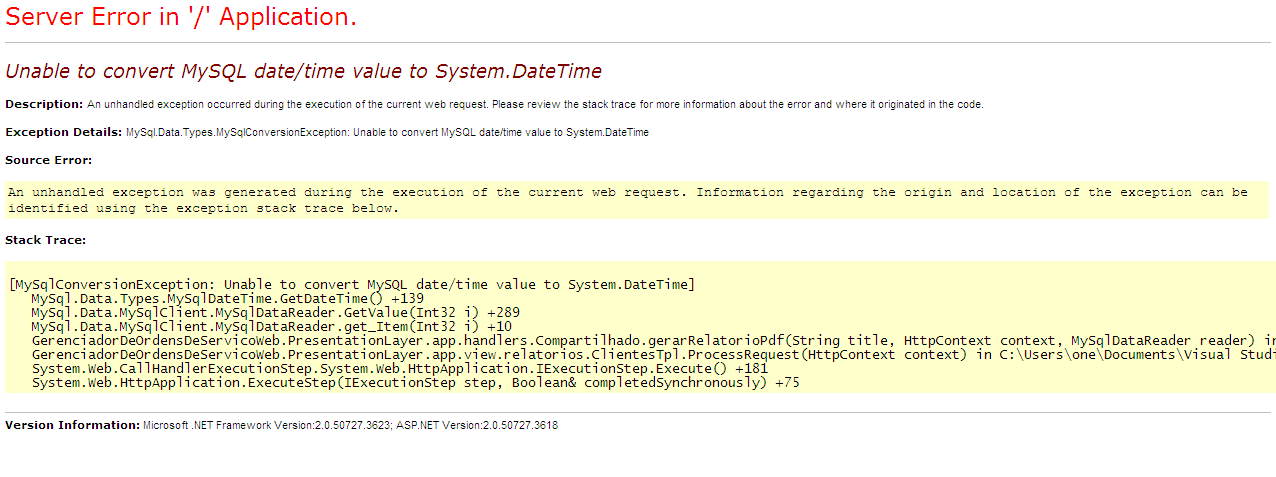 Server Error in '/' Application.
Unable to convert MySQL date/time value to System.DateTime
Description: An unhandled exception occurred during the execution of the current web request. Please review the stack trace for more information about the error and where it originated in the code.
Exception Details: MySql.Data.Types.MySqlConversionException: Unable to convert MySQL date/time value to System.DateTime
Source Error:
An unhandled exception was generated during the execution of the current web request. Information regarding the origin and location of the exception can be
identified using the exception stack trace below.
Stack Trace:
[MySqlConversionException: Unable to convert MySQL date/time value to System.DateTime]
MySql.Data.Types.MySqlDateTime.GetDateTime() +139
MySql.Data.MySqlClient.MySqlDataReader.GetValue(Int32 i) +289
MySql.Data.MySqlClient.MySqlDataReader.get_Item(Int32 i) +10
GerenciadorDeOrdensDeServicoWeb.PresentationLayer.app.handlers.Compartilhado.gerarRelatorioPdf(String title, HttpContext context, MySqlDataReader reader) in
GerenciadorDeOrdensDeServicoWeb.PresentationLayer.app.view.relatorios.ClientesTpl.ProcessRequest(HttpContext context) in C:\Users\one\Documents\Visual Studi
System.Web.CallHandlerExecutionStep.System.Web.HttpApplication.IExecutionStep.Execute() +181
System.Web.HttpApplication.ExecuteStep(IExecutionStep step, Boolean& completedSynchronously) +75
Version Information: Microsoft .NET Framework Version:2.0.50727.3623; ASP.NET Version:2.0.50727.3618